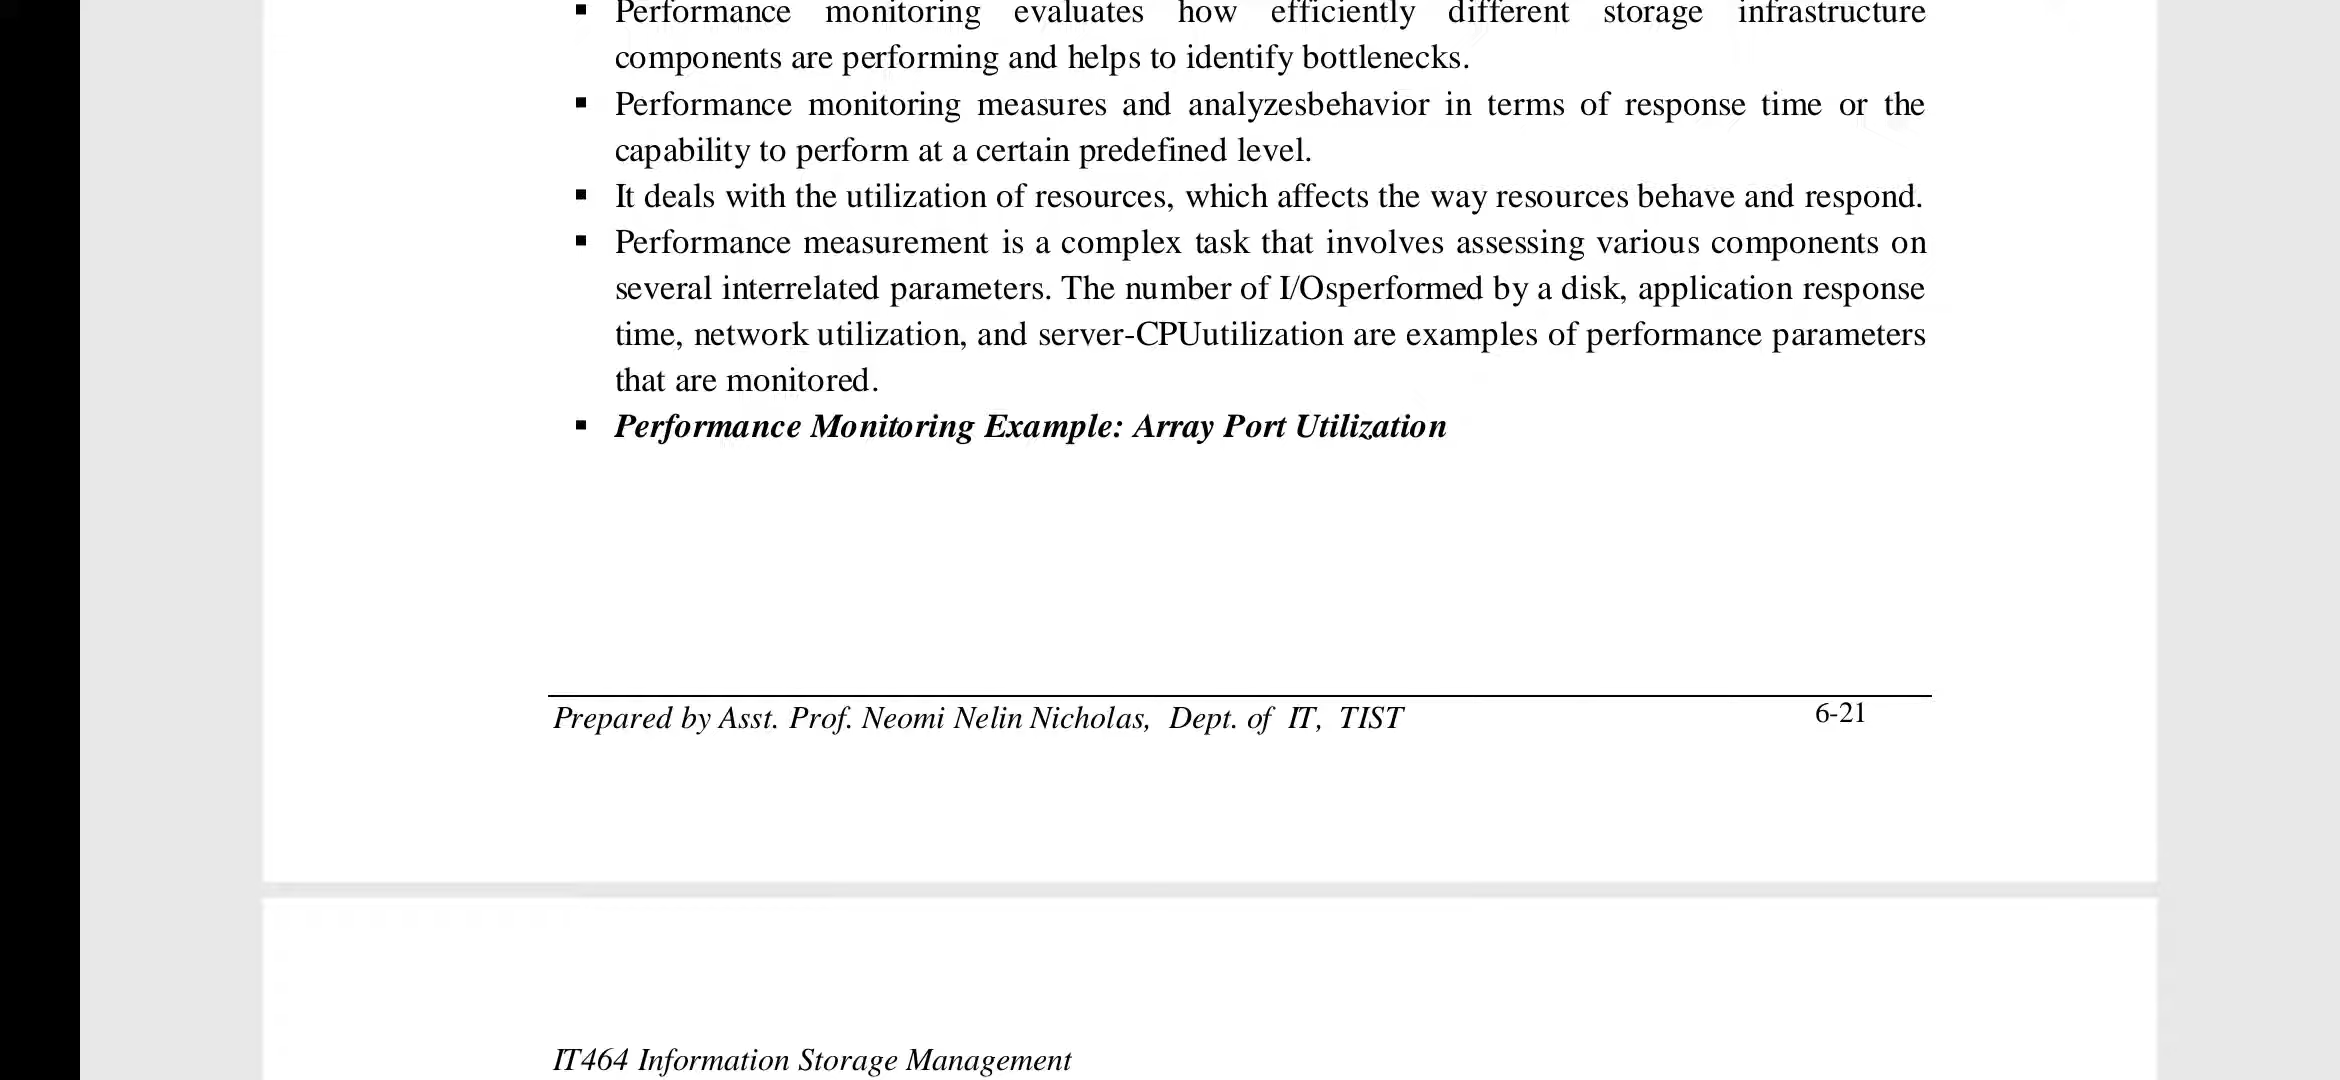 ▪ Performance monitoring evaluates how efficiently different storage infrastructure
components are performing and helps to identify bottlenecks.
▪ Performance monitoring measures and analyzesbehavior in terms of response time or the
capability to perform at a certain predefined level.
▪ It deals with the utilization of resources, which affects the way resources behave and respond.
▪ Performance measurement is a complex task that involves assessing various components on
several interrelated parameters. The number of I/Osperformed by a disk, application response
time, network utilization, and server-CPUutilization are examples of performance parameters
that are monitored.
▪ Performance Monitoring Example: Array Port Utilization
Prepared by Asst. Prof. Neomi Nelin Nicholas, Dept. of IT, TIST 6-21
IT464 Information Storage Management